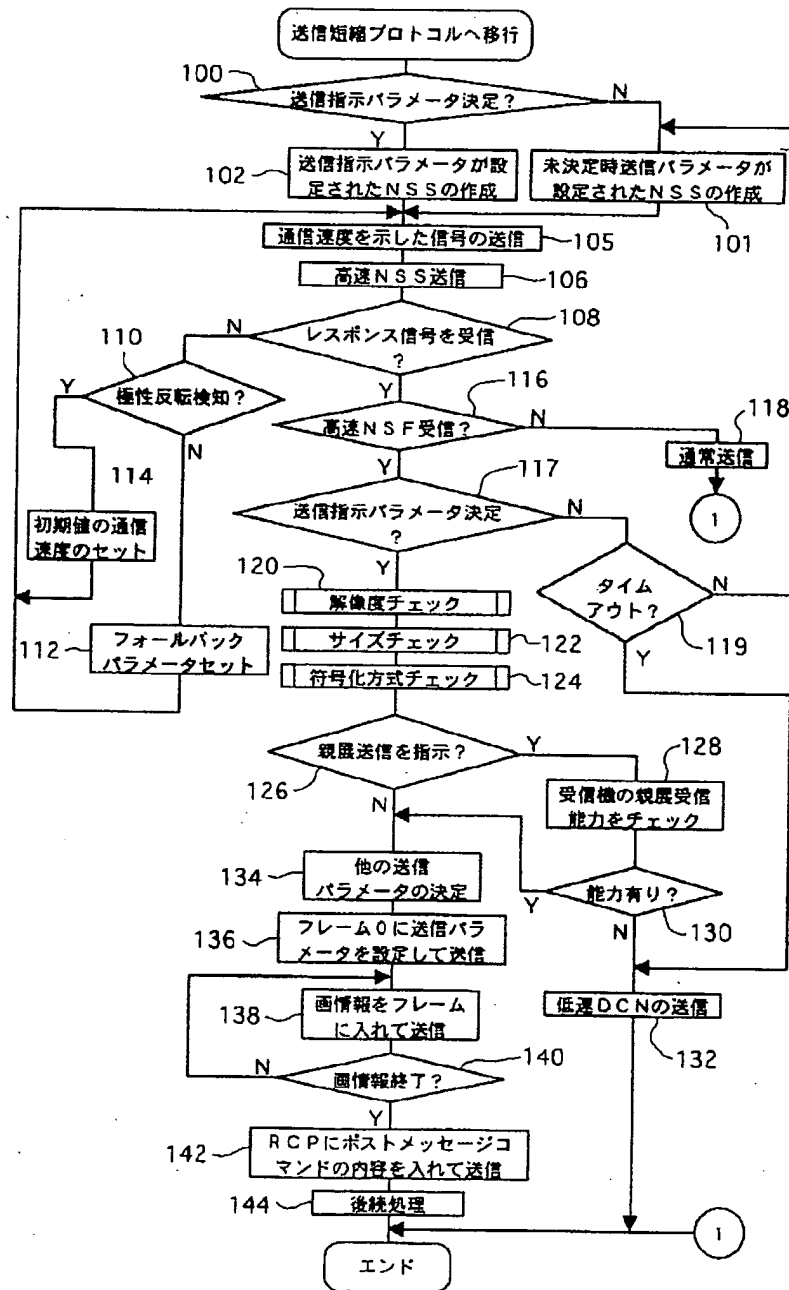 送信短縮プロトコルへ移行
100
送信指示パラメータ決定?
N
Y
102
送信指示パラメータが設
定されたNSSの作成
未決定時送信パラメータが
設定されたNSSの作成
101
通信速度を示した信号の送信
105
高速NSS送信
106
レスポンス信号を受信
?
108
N
Y
110
極性反転検知?
Y
N
114
初期値の通信
速度のセット
112
フォールバック
パラメータセット
116
高速NSF受信?
N
Y
118
通常送信
1
117
送信指示パラメータ決定
?
N
Y
タイム
アウト?
N
119
Y
120
解像度チェック
サイズチェック
122
符号化方式チェック
124
親展送信を指示?
Y
126
N
128
受信機の親展受信
能力をチェック
能力有り?
Y
130
N
134
他の送信
パラメータの決定
136
フレーム0に送信パラ
メータを設定して送信
138
画情報をフレーム
に入れて送信
低速DCNの送信
132
140
画情報終了?
N
Y
142
RCPにポストメッセージコ
マンドの内容を入れて送信
144
後続処理
1
エンド